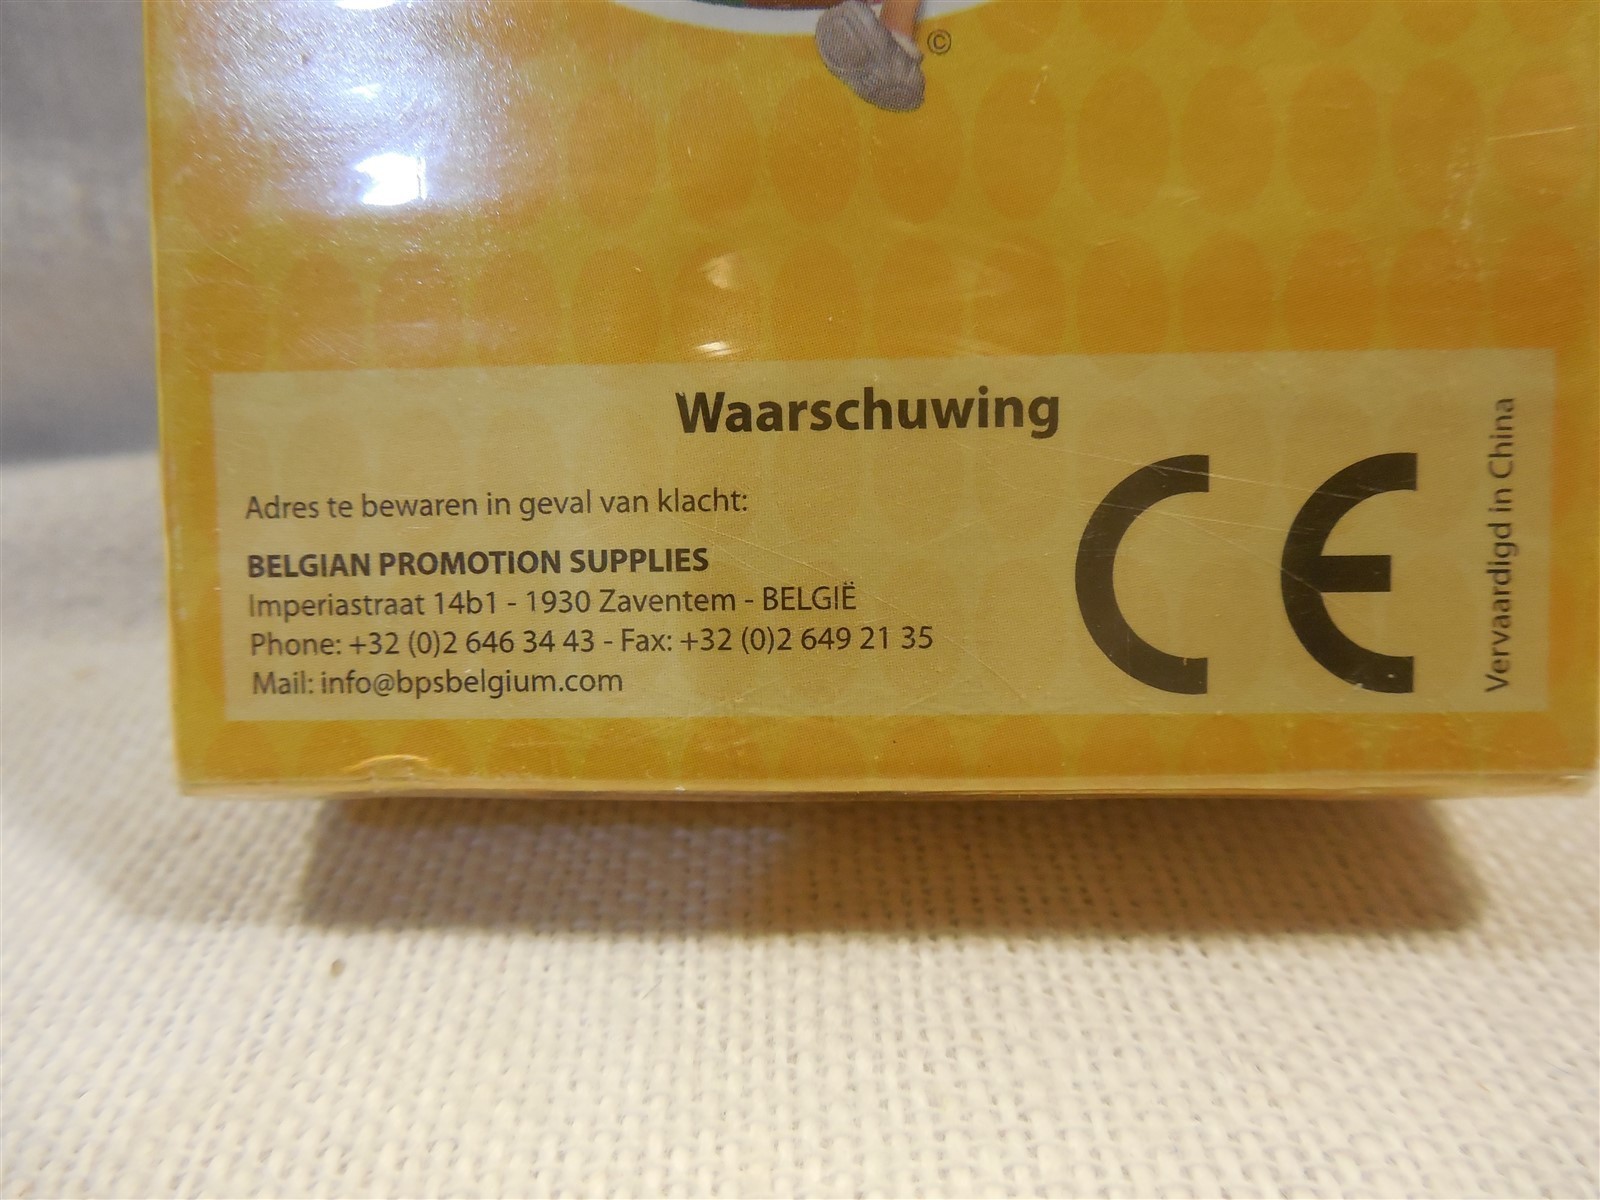 ©
Waarschuwing
Adres te bewaren in geval van klacht:
BELGIAN PROMOTION SUPPLIES
Imperiastraat 14b1 - 1930 Zaventem - BELGIË
Phone: +32 (0)2 646 34 43 - Fax: +32 (0)2 649 21 35
Mail: info@bpsbelgium.com
CE
Vervaardigd in China